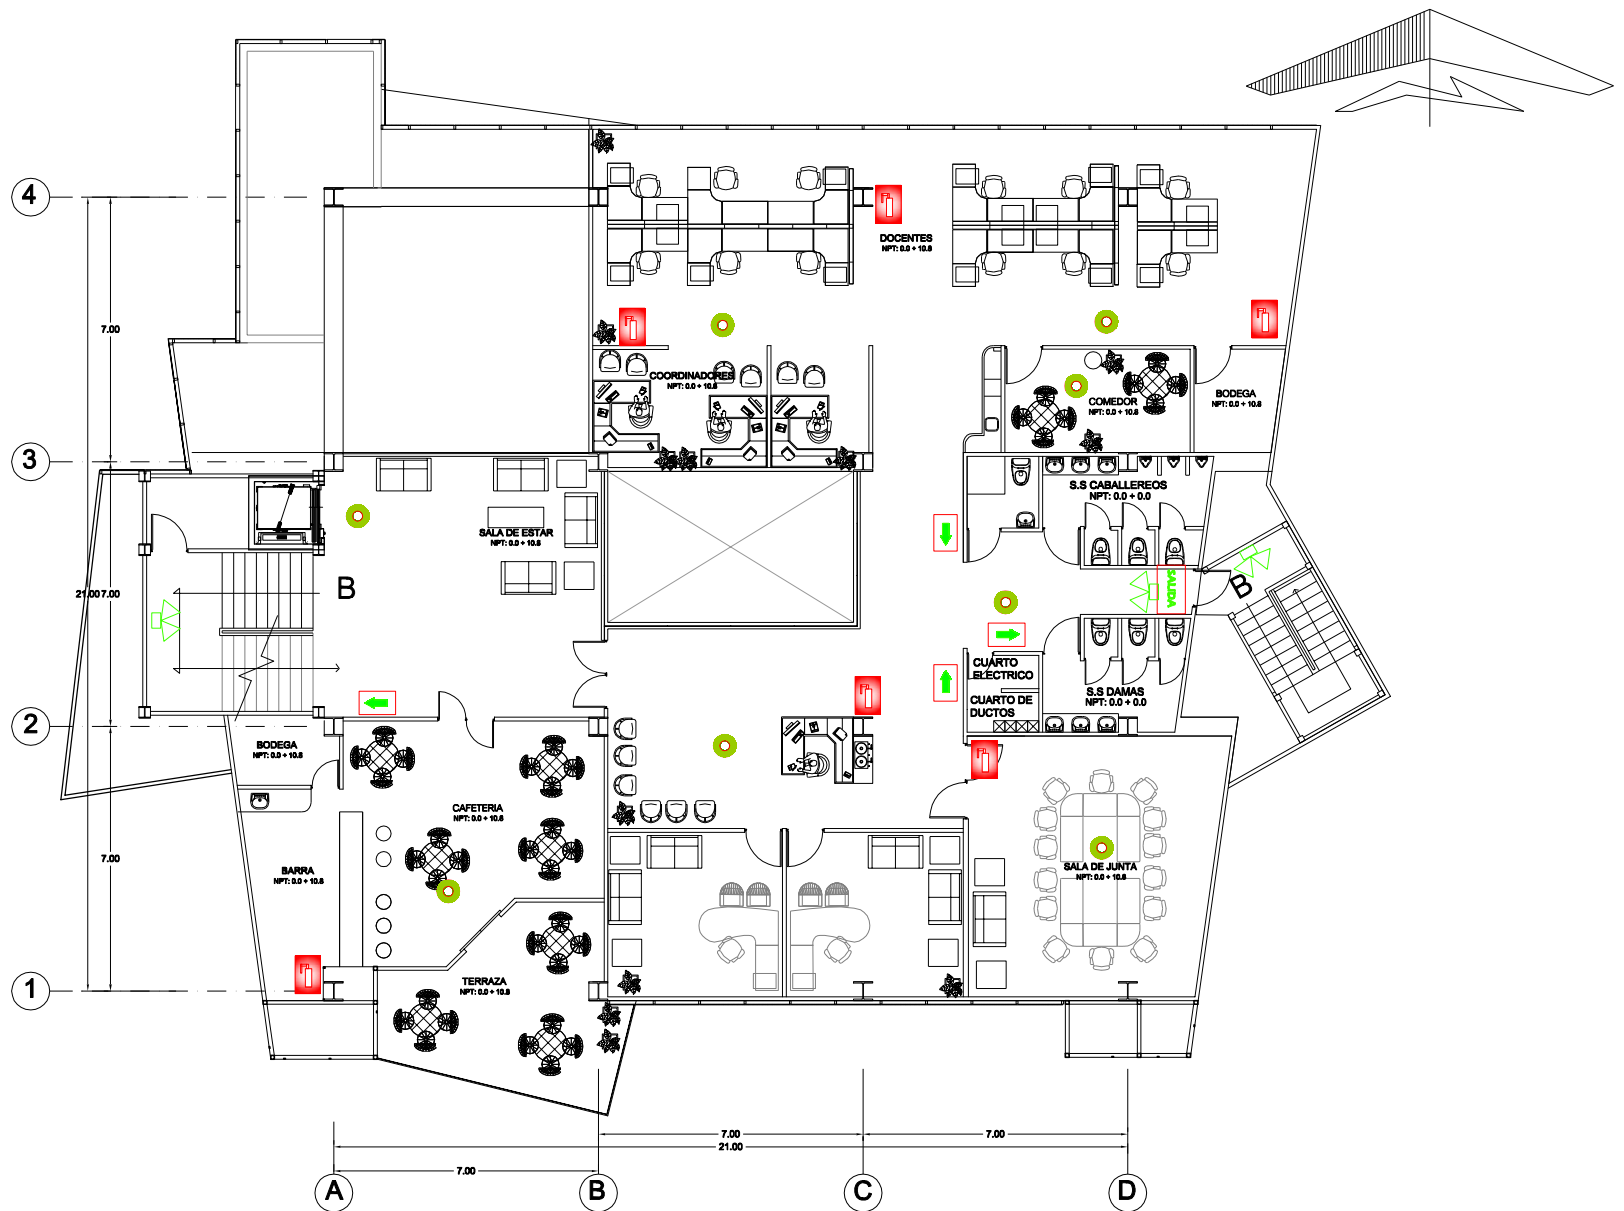 4
DOCENTES
NPT: 0.0 + 10.8
7.00
COORDINADORES
NPT: 0.0 + 10.8
COMEDOR
NPT: 0.0 + 10.8
BODEGA
NPT: 0.0 + 10.8
3
S.S CABALLEREOS
NPT: 0.0 + 0.0
SALA DE ESTAR
NPT: 0.0 + 10.8
B
SALIDA
B
21.00
7.00
CUARTO
ELECTRICO
CUARTO DE
DUCTOS
S.S DAMAS
NPT: 0.0 + 0.0
2
BODEGA
NPT: 0.0 + 10.8
CAFETERIA
NPT: 0.0 + 10.8
7.00
BARRA
NPT: 0.0 + 10.8
SALA DE JUNTA
NPT: 0.0 + 10.8
1
TERRAZA
NPT: 0.0 + 10.8
7.00
7.00
21.00
7.00
A
B
C
D